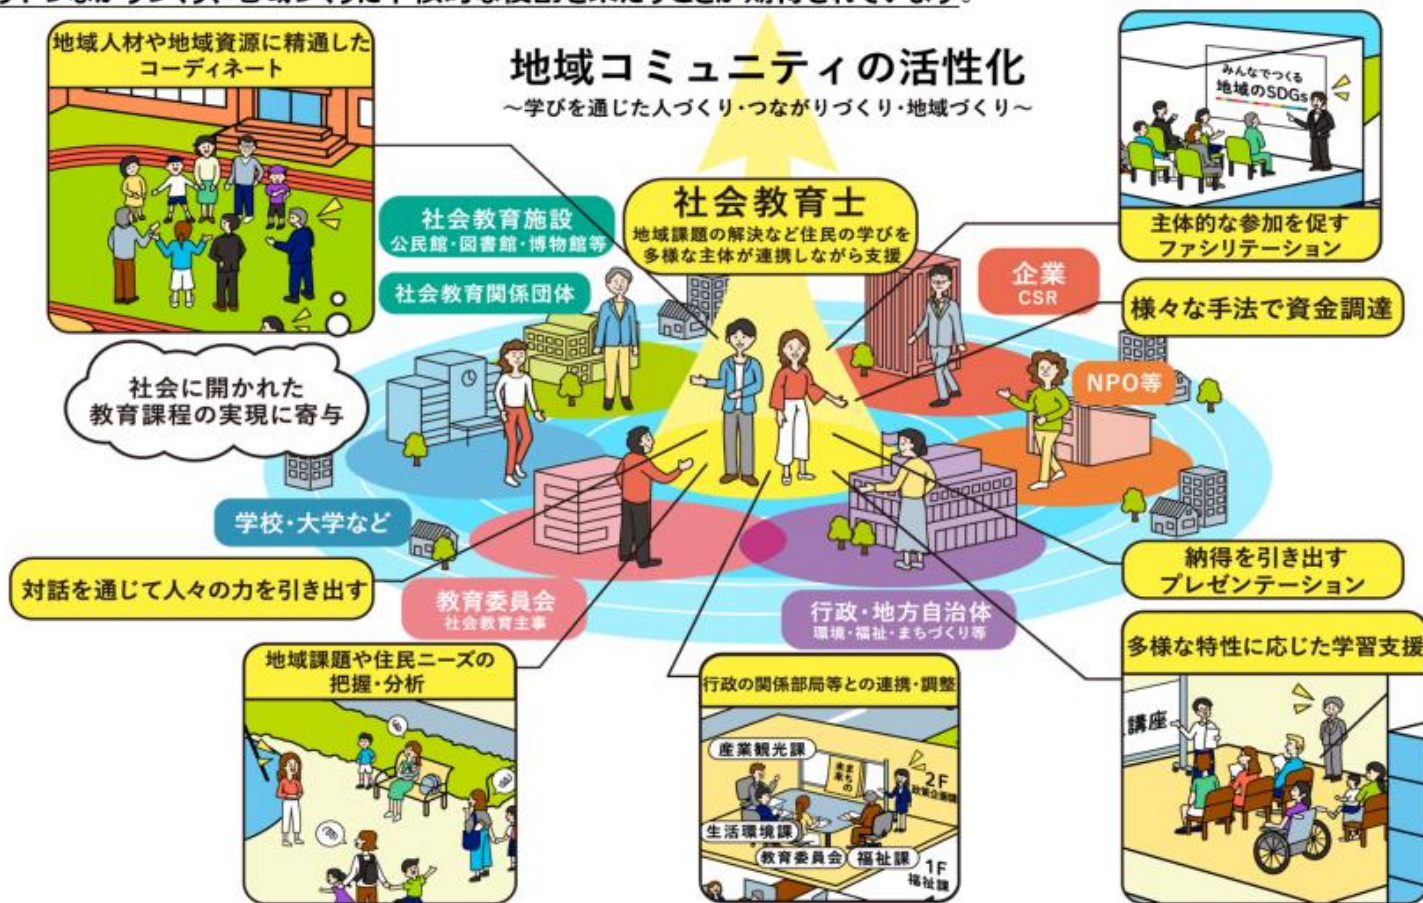 地域コミュニティの活性化
～学びを通じた人づくり・つながりづくり・地域づくり～
地域人材や地域資源に精通した
コーディネート
みんなでつくる
地域のSDGs
主体的な参加を促す
ファシリテーション
社会教育士
地域課題の解決など住民の学びを
多様な主体が連携しながら支援
社会教育施設
公民館・図書館・博物館等
社会教育関係団体
企業
CSR
様々な手法で資金調達
NPO等
社会に開かれた
教育課程の実現に寄与
学校・大学など
対話を通じて人々の力を引き出す
教育委員会
社会教育主事
行政・地方自治体
環境・福祉・まちづくり等
納得を引き出す
プレゼンテーション
地域課題や住民ニーズの
把握・分析
行政の関係部局等との連携・調整
産業観光課
まちの
未来
2F
政策企画課
生活環境課
教育委員会
福祉課
1F
福祉課
多様な特性に応じた学習支援
講座